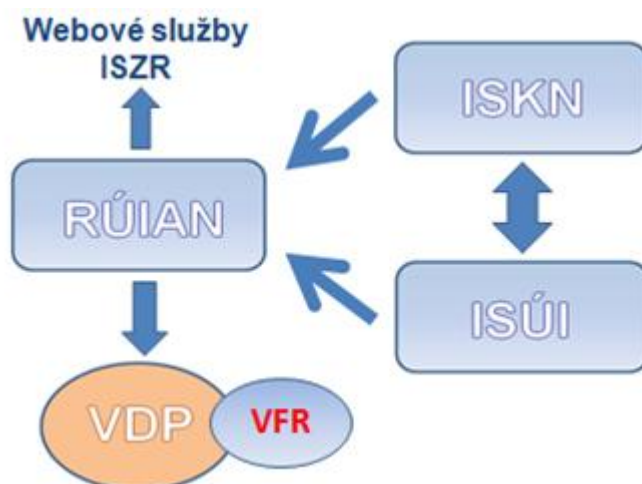 Webové služby
ISZR
ISKN
RÚIAN
ISÚI
VDP
VFR